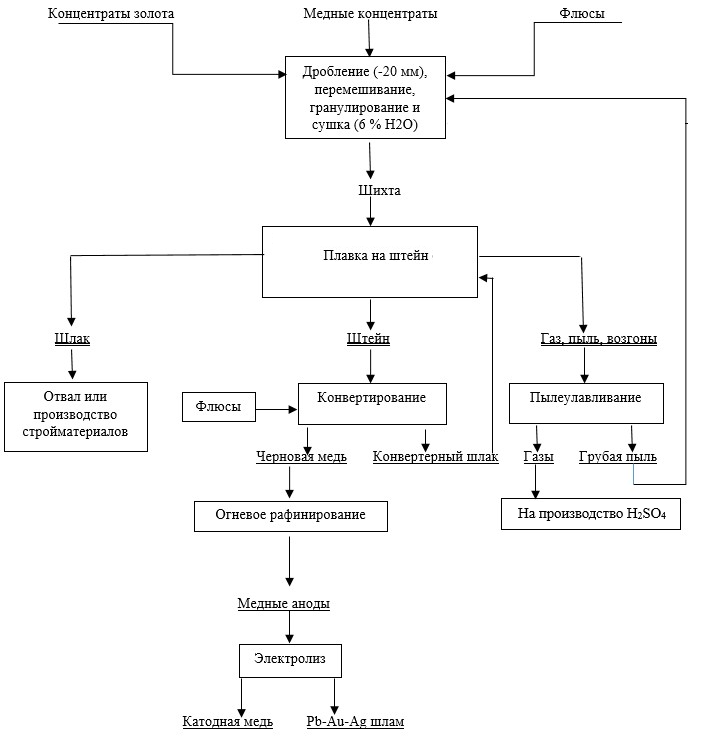 Концентраты золота
Медные концентраты
Флюсы
Дробление (-20 мм),
перемешивание,
гранулирование и
сушка (6 % H2O)
Шихта
Плавка на штейн
Шлак
Штейн
Газ, пыль, возгоны
Отвал или
производство
стройматериалов
Флюсы
Конвертирование
Пылеулавливание
Черновая медь
Конвертерный шлак
Газы
Грубая пыль
Огневое рафинирование
На производство H₂SO₄
Медные аноды
Электролиз
Катодная медь
Pb-Au-Ag шлам